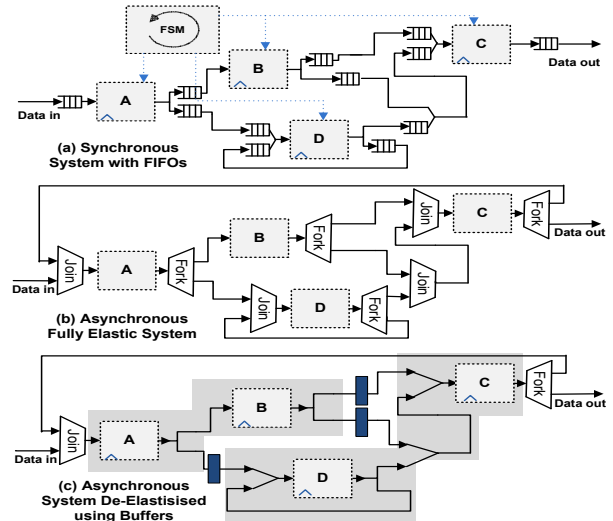 FSM
B
C
Data out
A
Data in
D
(a) Synchronous
System with FIFOs
Join
C
Fork
B
Fork
Data out
Join
A
Fork
Data in
Join
D
Fork
Join
(b) Asynchronous
Fully Elastic System
C
Fork
B
Data out
Join
A
Data in
D
(c) Asynchronous
System De-Elastisised
using Buffers